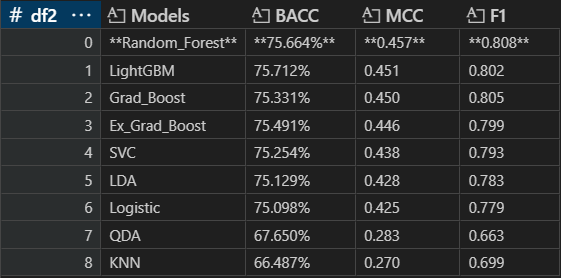 # df2 ... Models BACC MCC F1
0 **Random_Forest** **75.664%** **0.457** **0.808**
1 LightGBM 75.712% 0.451 0.802
2 Grad_Boost 75.331% 0.450 0.805
3 Ex_Grad_Boost 75.491% 0.446 0.799
4 SVC 75.254% 0.438 0.793
5 LDA 75.129% 0.428 0.783
6 Logistic 75.098% 0.425 0.779
7 QDA 67.650% 0.283 0.663
8 KNN 66.487% 0.270 0.699